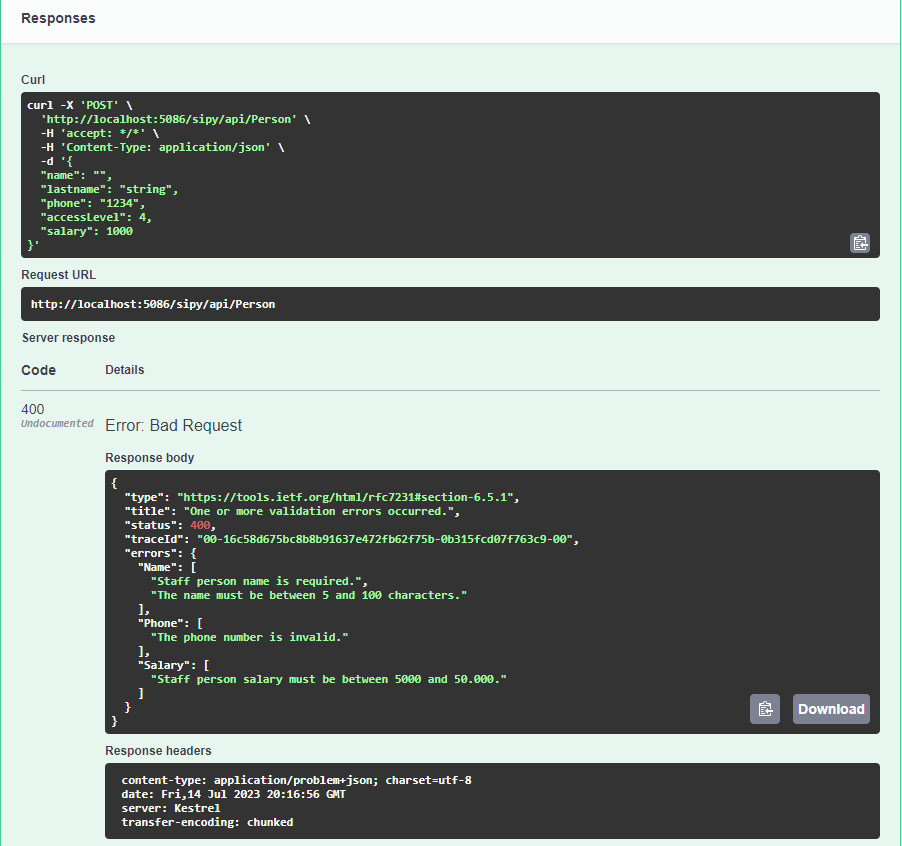 Responses
Curl
curl -X 'POST' \
  'http://localhost:5086/sipy/api/Person' \
  -H 'accept: */*' \
  -H 'Content-Type: application/json' \
  -d '{
  "name": "",
  "lastname": "string",
  "phone": "1234",
  "accessLevel": 4,
  "salary": 1000
}'
Request URL
http://localhost:5086/sipy/api/Person
Server response
Code Details
400
Undocumented
Error: Bad Request
Response body
{
  "type": "https://tools.ietf.org/html/rfc7231#section-6.5.1",
  "title": "One or more validation errors occurred.",
  "status": 400,
  "traceId": "00-16c58d675bc8b8b91637e472fb62f75b-0b315fcd07f763c9-00",
  "errors": {
    "Name": [
      "Staff person name is required.",
      "The name must be between 5 and 100 characters."
    ],
    "Phone": [
      "The phone number is invalid."
    ],
    "Salary": [
      "Staff person salary must be between 5000 and 50.000."
    ]
  }
}
Download
Response headers
content-type: application/problem+json; charset=utf-8
date: Fri,14 Jul 2023 20:16:56 GMT
server: Kestrel
transfer-encoding: chunked